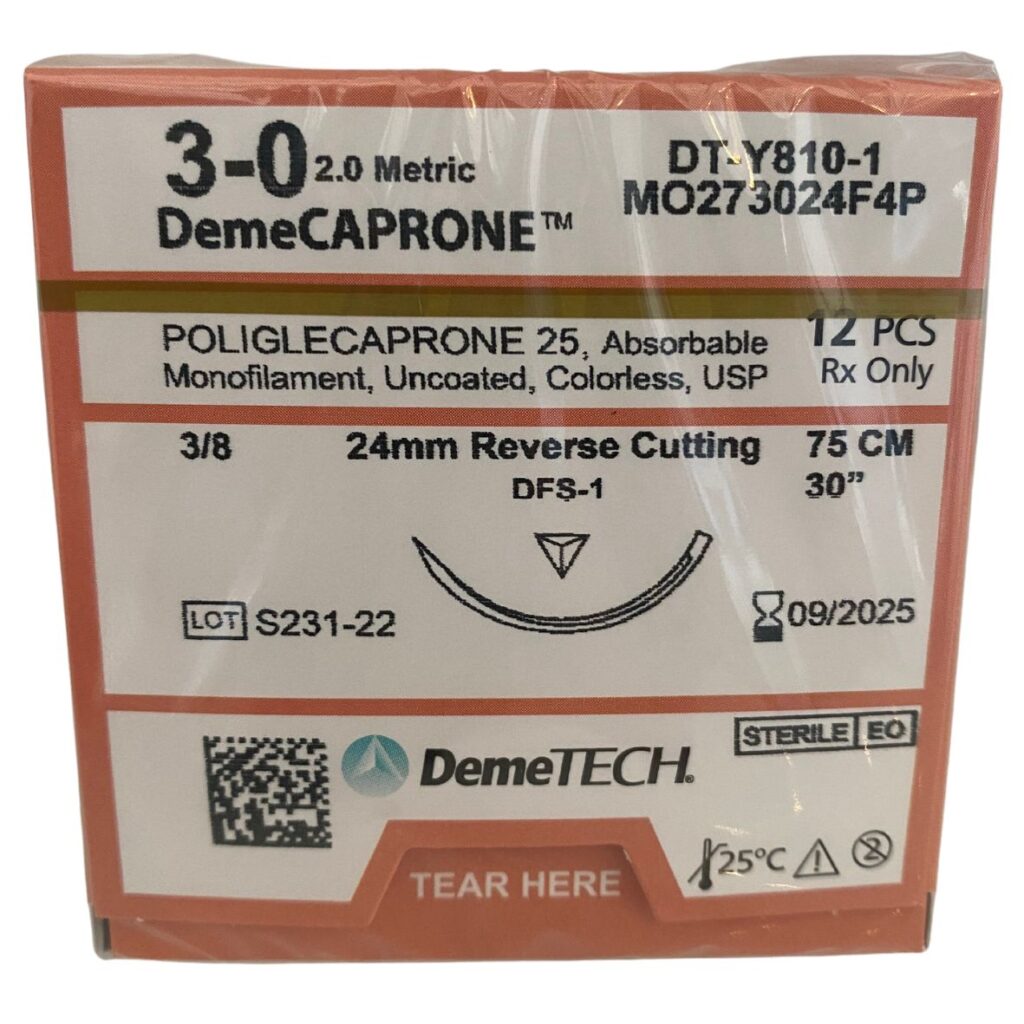 3-0 2.0 Metric
DemeCAPRONE™
DT-Y810-1
MO273024F4P
POLIGLECAPRONE 25, Absorbable
Monofilament, Uncoated, Colorless, USP
12 PCS
Rx Only
3/8 24mm Reverse Cutting 75 CM
DFS-1 30”
LOT S231-22 09/2025
DemeTECH®
STERILE EO
25°C 2
TEAR HERE